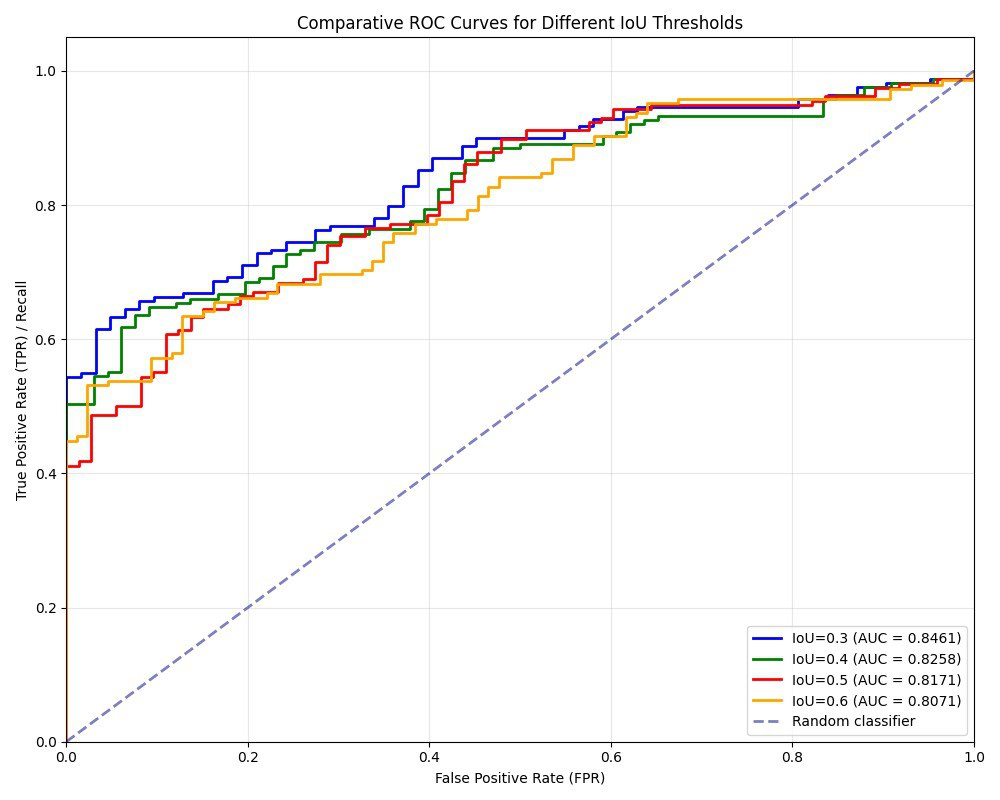 Comparative ROC Curves for Different IoU Thresholds
True Positive Rate (TPR) / Recall
1.0
0.8
0.6
0.4
0.2
0.0
0.0 0.2 0.4 0.6 0.8 1.0
False Positive Rate (FPR)
IoU=0.3 (AUC = 0.8461)
IoU=0.4 (AUC = 0.8258)
IoU=0.5 (AUC = 0.8171)
IoU=0.6 (AUC = 0.8071)
Random classifier